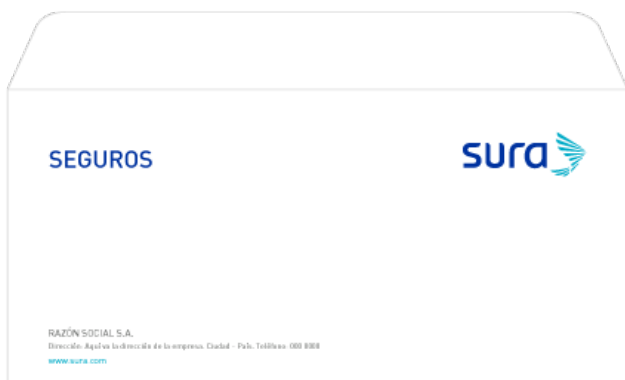 SEGUROS
sura
RAZÓN SOCIAL S.A.
Dirección: Aquí va la dirección de la empresa. Ciudad - País. Teléfono: 000 0000
www.sura.com